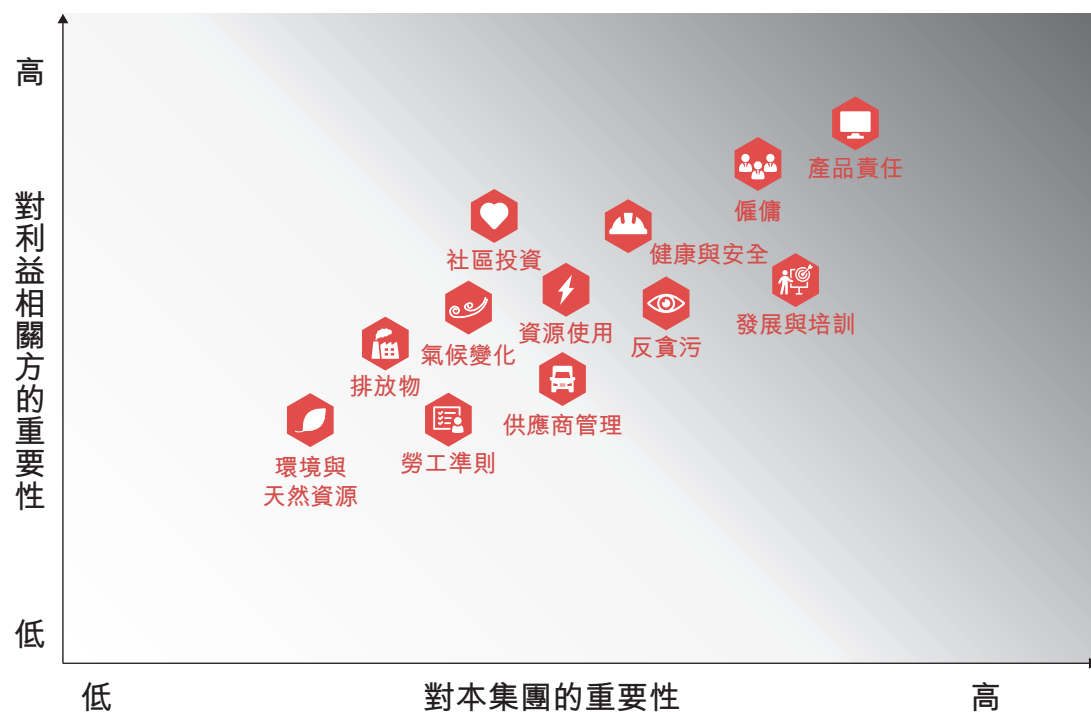 高
對利益相關方的重要性
低
產品責任
僱傭
社區投資
健康與安全
發展與培訓
資源使用
反貪污
氣候變化
排放物
供應商管理
勞工準則
環境與
天然資源
低
對本集團的重要性
高